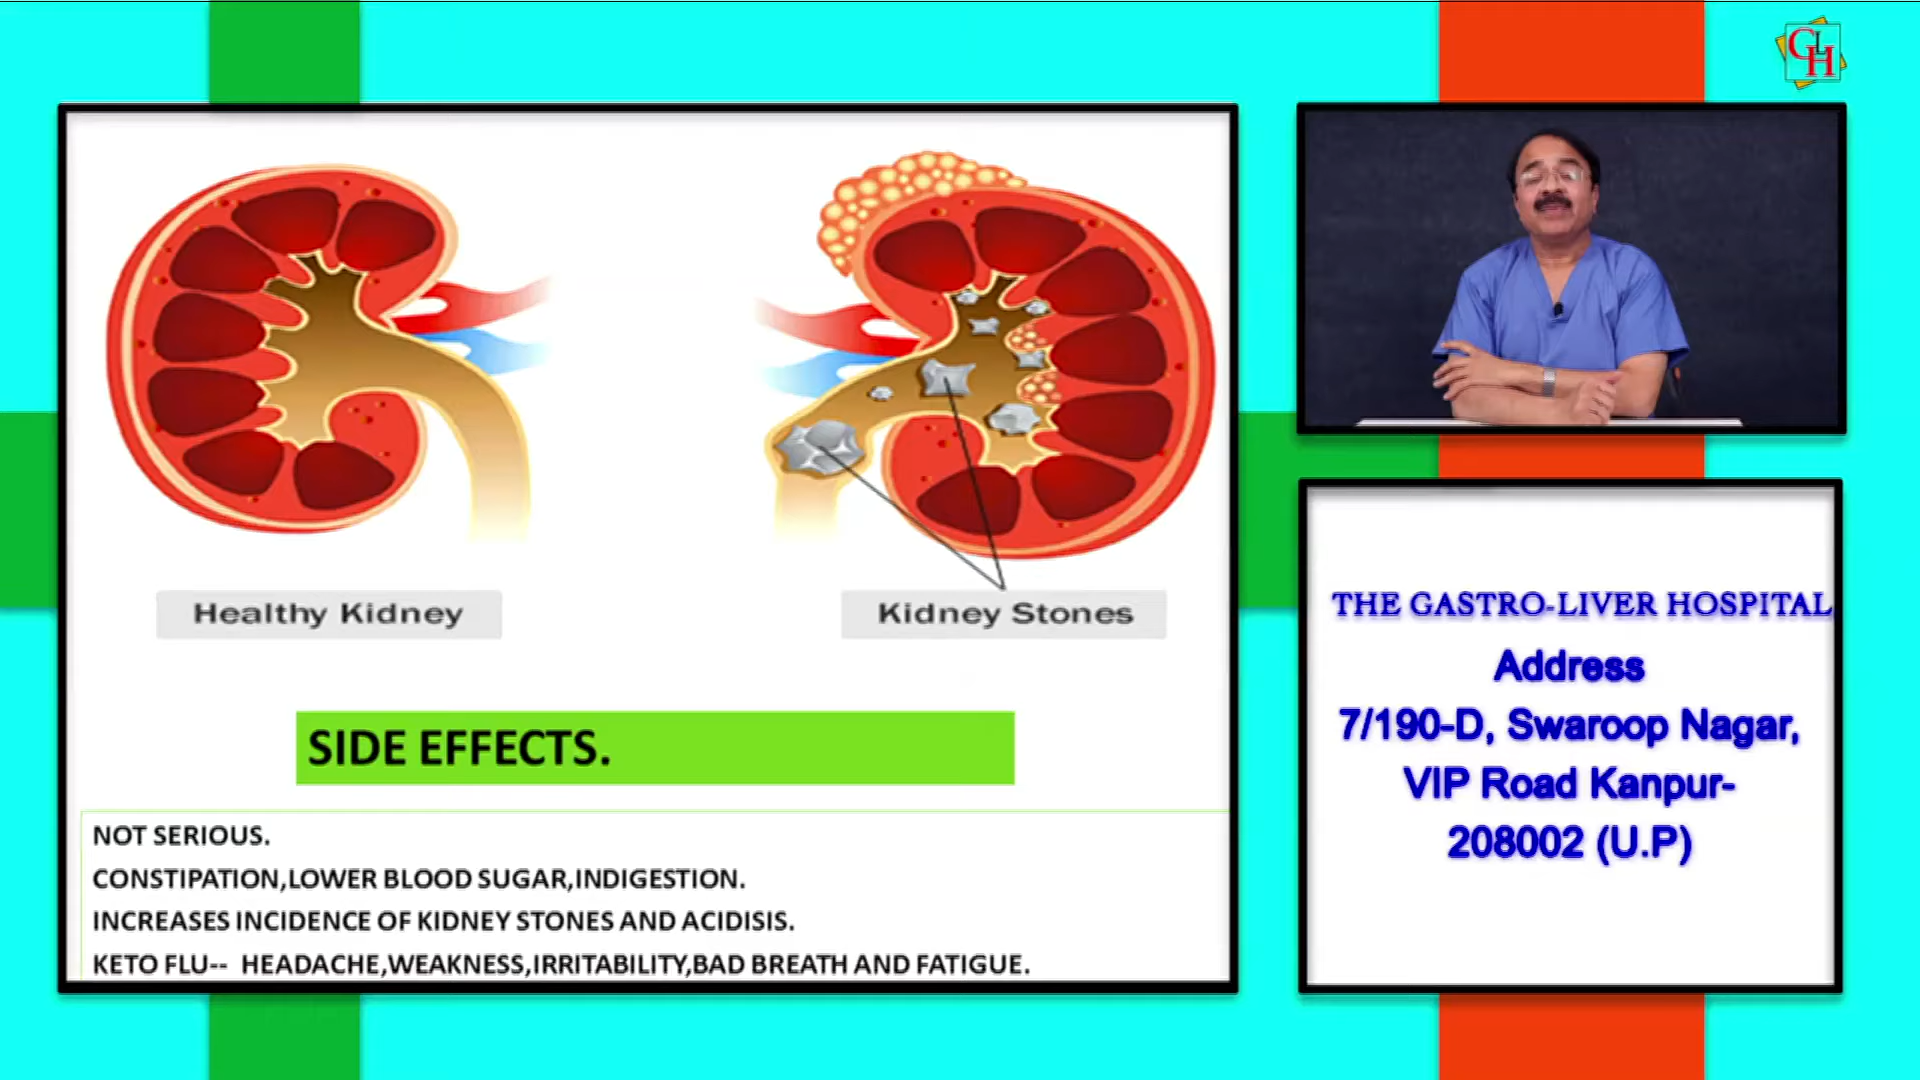 GLH
Healthy Kidney
Kidney Stones
SIDE EFFECTS.
NOT SERIOUS.
CONSTIPATION,LOWER BLOOD SUGAR,INDIGESTION.
INCREASES INCIDENCE OF KIDNEY STONES AND ACIDISIS.
KETO FLU-- HEADACHE,WEAKNESS,IRRITABILITY,BAD BREATH AND FATIGUE.
THE GASTRO-LIVER HOSPITAL
Address
7/190-D, Swaroop Nagar,
VIP Road Kanpur-
208002 (U.P)